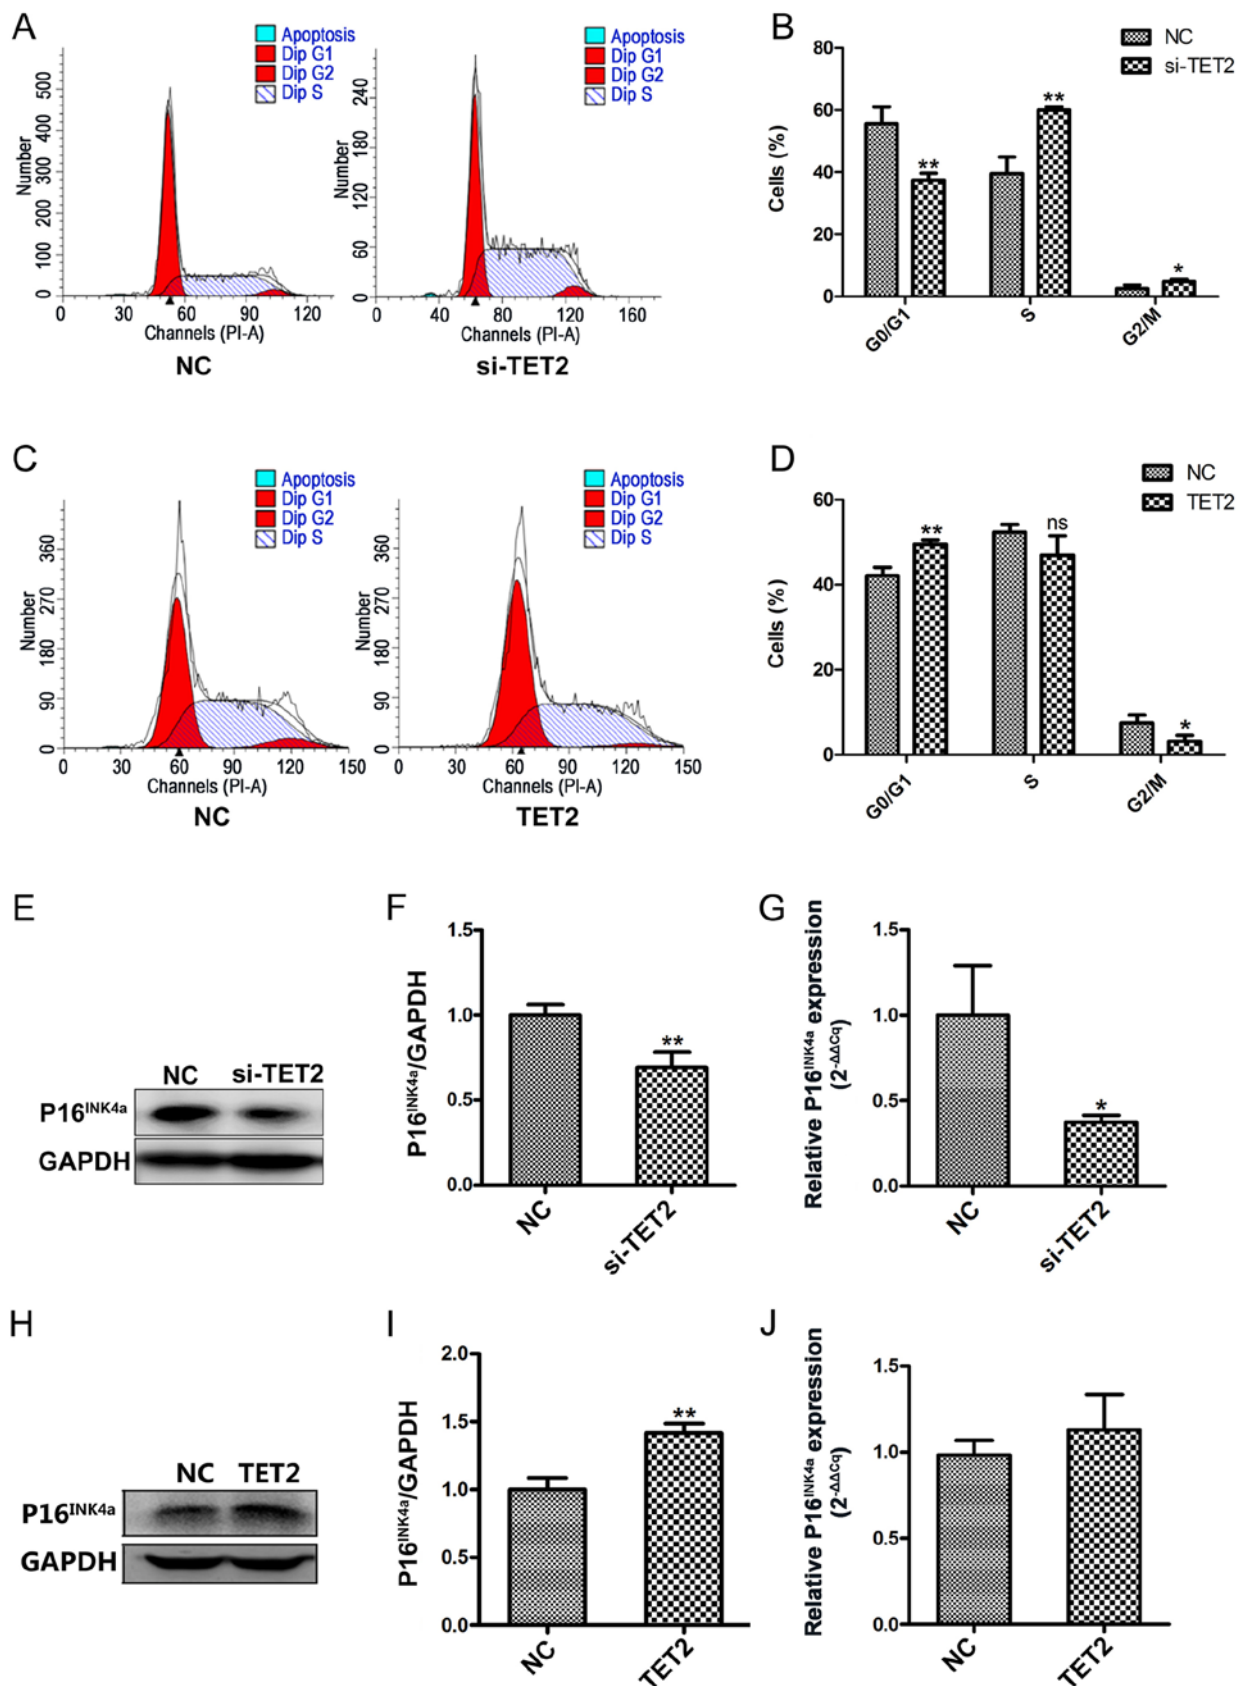 A
Apoptosis
Dip G1
Dip G2
Dip S
Number
500
400
300
200
100
0
0 30 60 90 120
Channels (PI-A)
NC
Apoptosis
Dip G1
Dip G2
Dip S
Number
240
180
120
60
0
0 40 80 120 160
Channels (PI-A)
si-TET2
B
NC
si-TET2
Cells (%)
80
60
40
20
0
** ** *
G0/G1 S G2/M
C
Apoptosis
Dip G1
Dip G2
Dip S
Number
360
270
180
90
0
0 30 60 90 120 150
Channels (PI-A)
NC
Apoptosis
Dip G1
Dip G2
Dip S
Number
360
270
180
90
0
0 30 60 90 120 150
Channels (PI-A)
TET2
D
NC
TET2
Cells (%)
60
40
20
0
** ns *
G0/G1 S G2/M
E
NC si-TET2
P16INK4a
GAPDH
F
P16INK4a/GAPDH
1.5
1.0
0.5
0.0
**
NC si-TET2
G
Relative P16INK4a expression
(2-ΔΔCq)
1.5
1.0
0.5
0.0
*
NC si-TET2
H
NC TET2
P16INK4a
GAPDH
I
P16INK4a/GAPDH
2.0
1.5
1.0
0.5
0.0
**
NC TET2
J
Relative P16INK4a expression
(2-ΔΔCq)
1.5
1.0
0.5
0.0
NC TET2